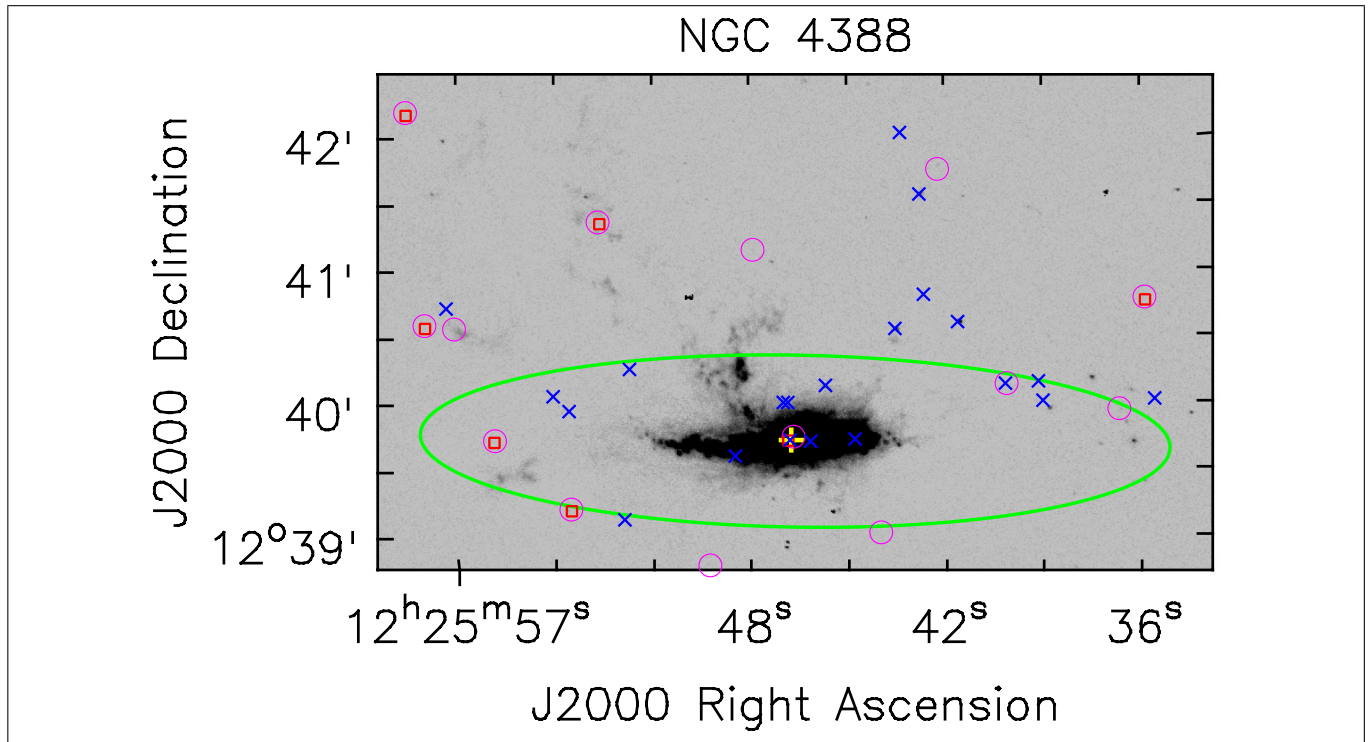 NGC 4388
J2000 Declination
42'
41'
40'
12°39'
12ʰ25ᵐ57ˢ 48ˢ 42ˢ 36ˢ
J2000 Right Ascension